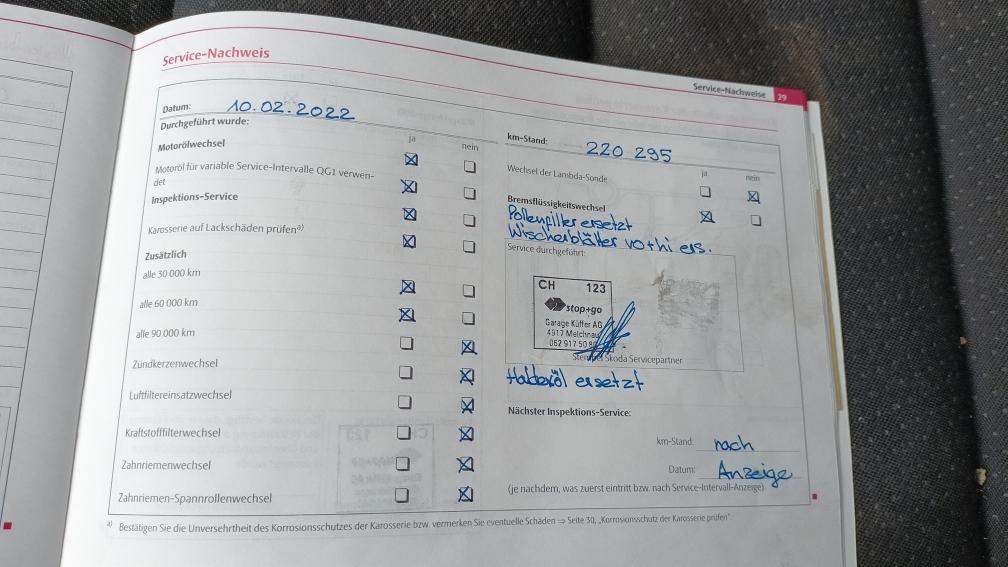 Service-Nachweis
Service-Nachweise 29
Datum: 10.02.2022
Durchgeführt wurde:
ja nein
Motorölwechsel
Motoröl für variable Service-Intervalle QG1 verwen-
det
Inspektions-Service
Karosserie auf Lackschäden prüfen a)
Zusätzlich
alle 30 000 km
alle 60 000 km
alle 90 000 km
Zündkerzenwechsel
Luftfiltereinsatzwechsel
Kraftstofffilterwechsel
Zahnriemenwechsel
Zahnriemen-Spannrollenwechsel
km-Stand: 220 295
ja nein
Wechsel der Lambda-Sonde
Bremsflüssigkeitswechsel
Pollenfilter ersetzt
Wischerblätter vo+hi ers.
Service durchgeführt:
CH 123
stop+go
Garage Küffer AG
4917 Melchnau
062 917 50
Skoda Servicepartner
ersetzt
Nächster Inspektions-Service:
km-Stand: nach
Datum: Anzeige
(je nachdem, was zuerst eintritt bzw. nach Service-Intervall-Anzeige)
a) Bestätigen Sie die Unversehrtheit des Korrosionsschutzes der Karosserie bzw. vermerken Sie eventuelle Schäden ⇒ Seite 30, „Korrosionsschutz der Karosserie prüfen“.